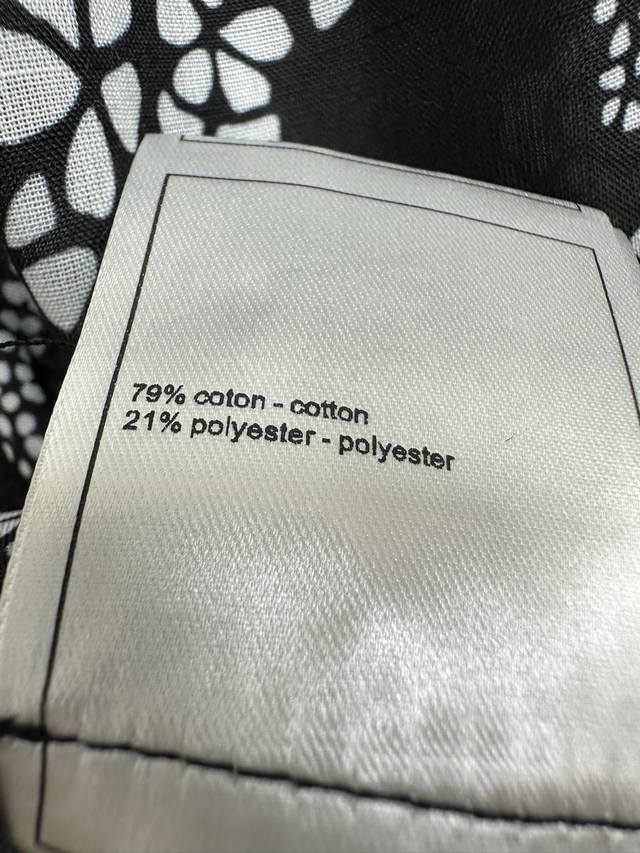 79% coton - cotton
21% polyester - polyester